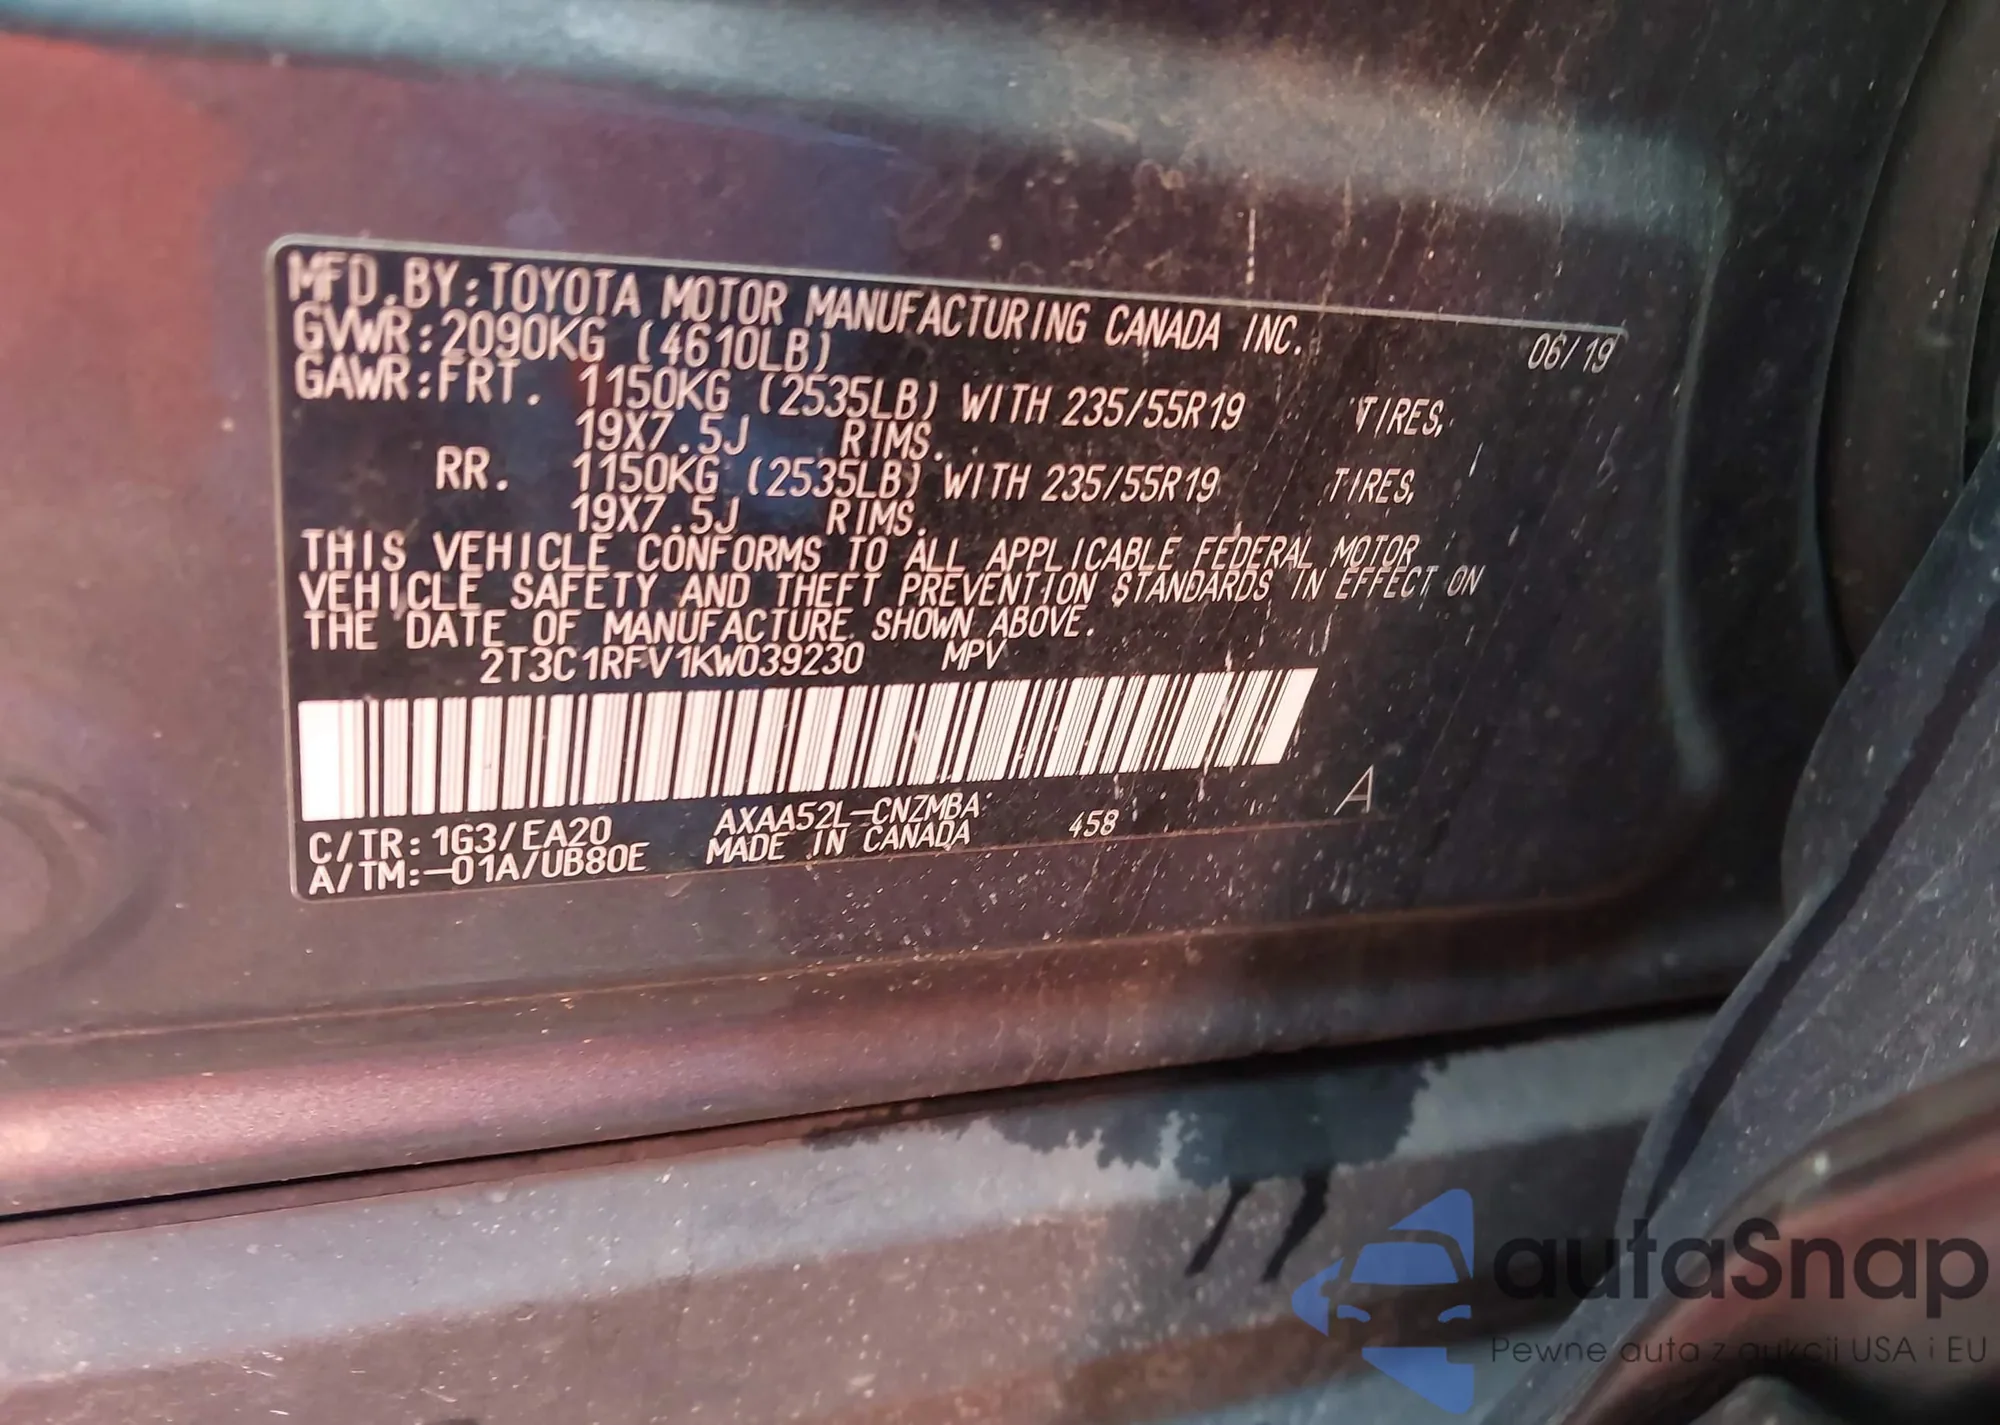 MFD.BY:TOYOTA MOTOR MANUFACTURING CANADA INC. 06/19
GVWR:2090KG (4610LB)
GAWR:FRT. 1150KG (2535LB) WITH 235/55R19 TIRES,
19X7.5J RIMS.
RR. 1150KG (2535LB) WITH 235/55R19 TIRES,
19X7.5J RIMS.
THIS VEHICLE CONFORMS TO ALL APPLICABLE FEDERAL MOTOR
VEHICLE SAFETY AND THEFT PREVENTION STANDARDS IN EFFECT ON
THE DATE OF MANUFACTURE SHOWN ABOVE.
2T3C1RFV1KW039230 MPV
C/TR:1G3/EA20 AXAA52L-CNZMBA 458 A
A/TM:-01A/UB80E MADE IN CANADA
autaSnap
Pewne auta z aukcji USA i EU